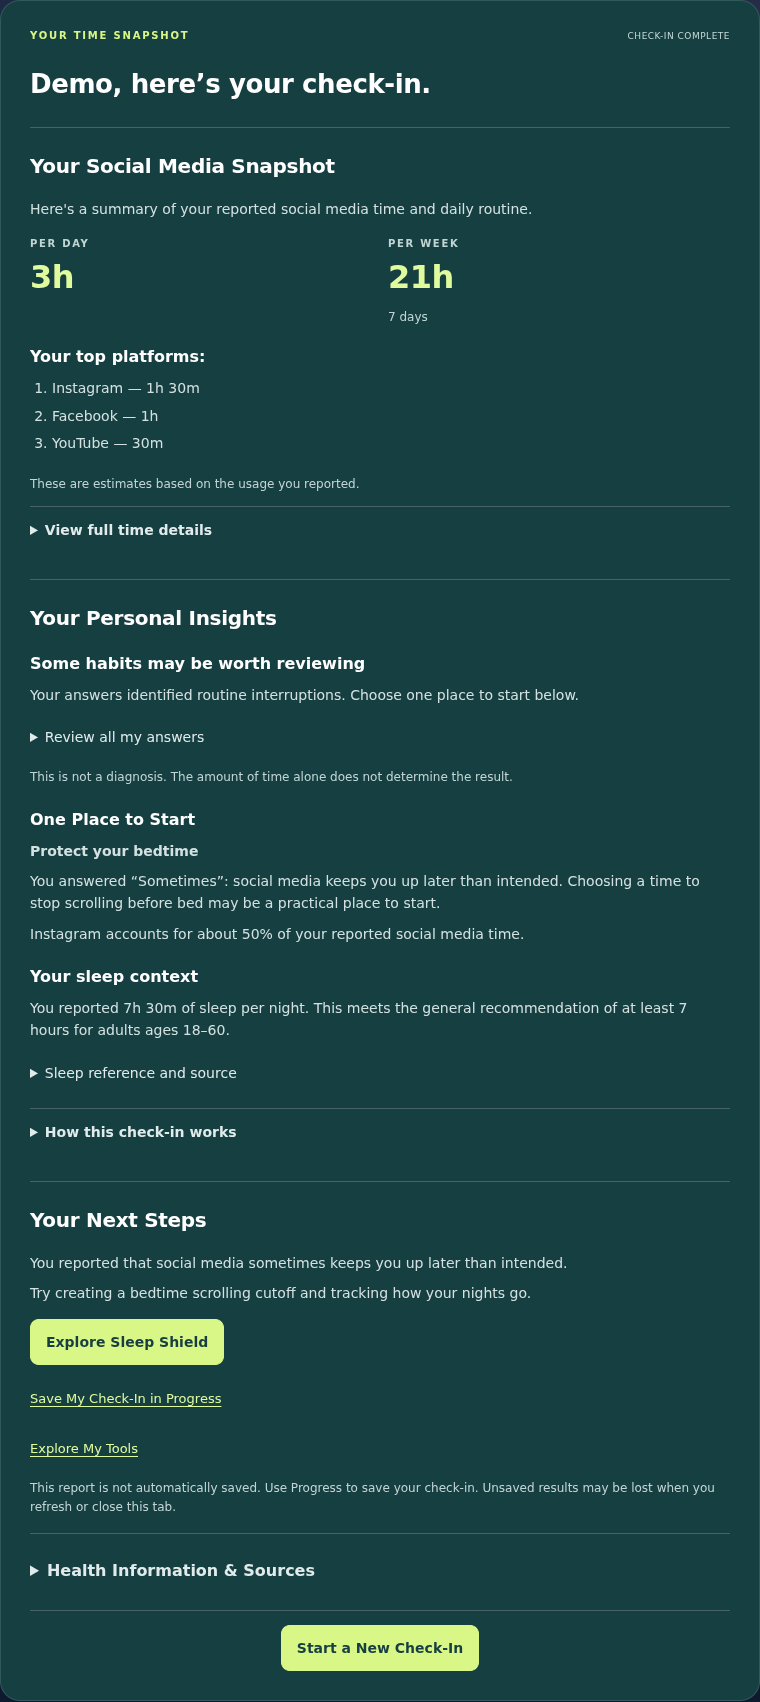 YOUR TIME SNAPSHOT
CHECK-IN COMPLETE
Demo, here’s your check-in.
Your Social Media Snapshot
Here's a summary of your reported social media time and daily routine.
PER DAY
3h
PER WEEK
21h
7 days
Your top platforms:
1. Instagram — 1h 30m
2. Facebook — 1h
3. YouTube — 30m
These are estimates based on the usage you reported.
View full time details
Your Personal Insights
Some habits may be worth reviewing
Your answers identified routine interruptions. Choose one place to start below.
Review all my answers
This is not a diagnosis. The amount of time alone does not determine the result.
One Place to Start
Protect your bedtime
You answered “Sometimes”: social media keeps you up later than intended. Choosing a time to
stop scrolling before bed may be a practical place to start.
Instagram accounts for about 50% of your reported social media time.
Your sleep context
You reported 7h 30m of sleep per night. This meets the general recommendation of at least 7
hours for adults ages 18–60.
Sleep reference and source
How this check-in works
Your Next Steps
You reported that social media sometimes keeps you up later than intended.
Try creating a bedtime scrolling cutoff and tracking how your nights go.
Explore Sleep Shield
Save My Check-In in Progress
Explore My Tools
This report is not automatically saved. Use Progress to save your check-in. Unsaved results may be lost when you
refresh or close this tab.
Health Information & Sources
Start a New Check-In